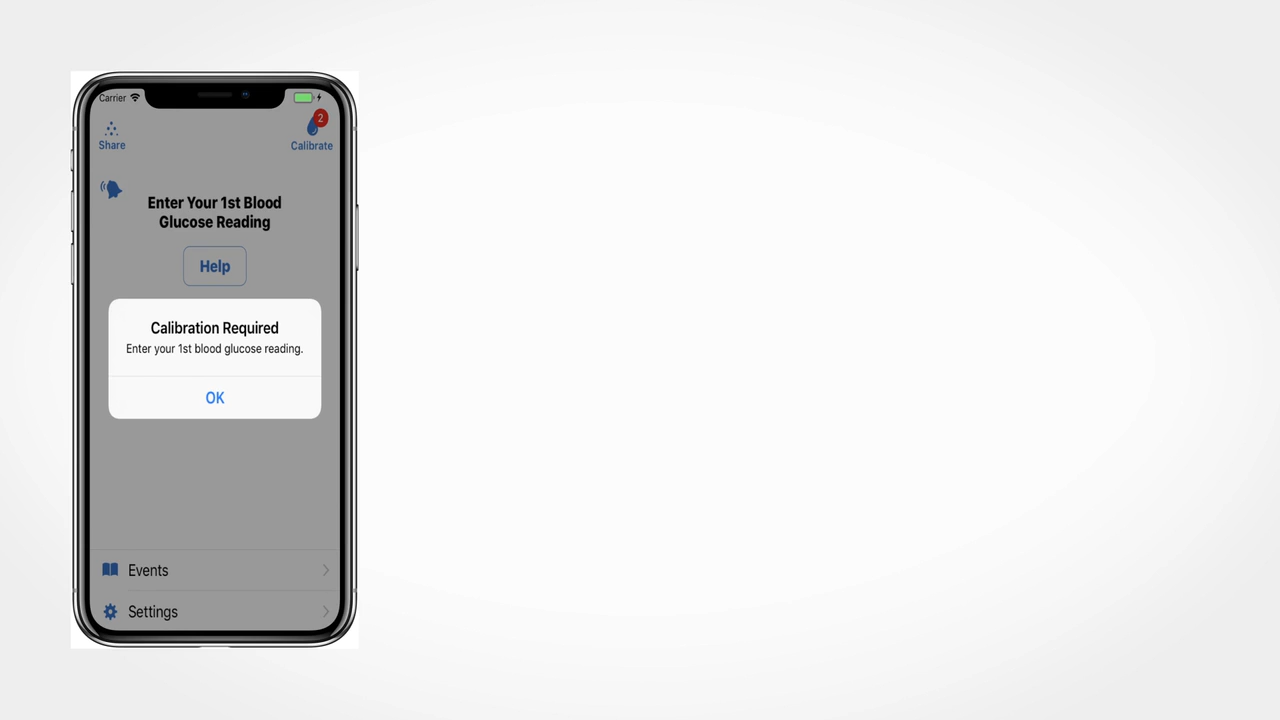 Carrier
2
Share
Calibrate
Enter Your 1st Blood
Glucose Reading
Help
Calibration Required
Enter your 1st blood glucose reading.
OK
Events
Settings